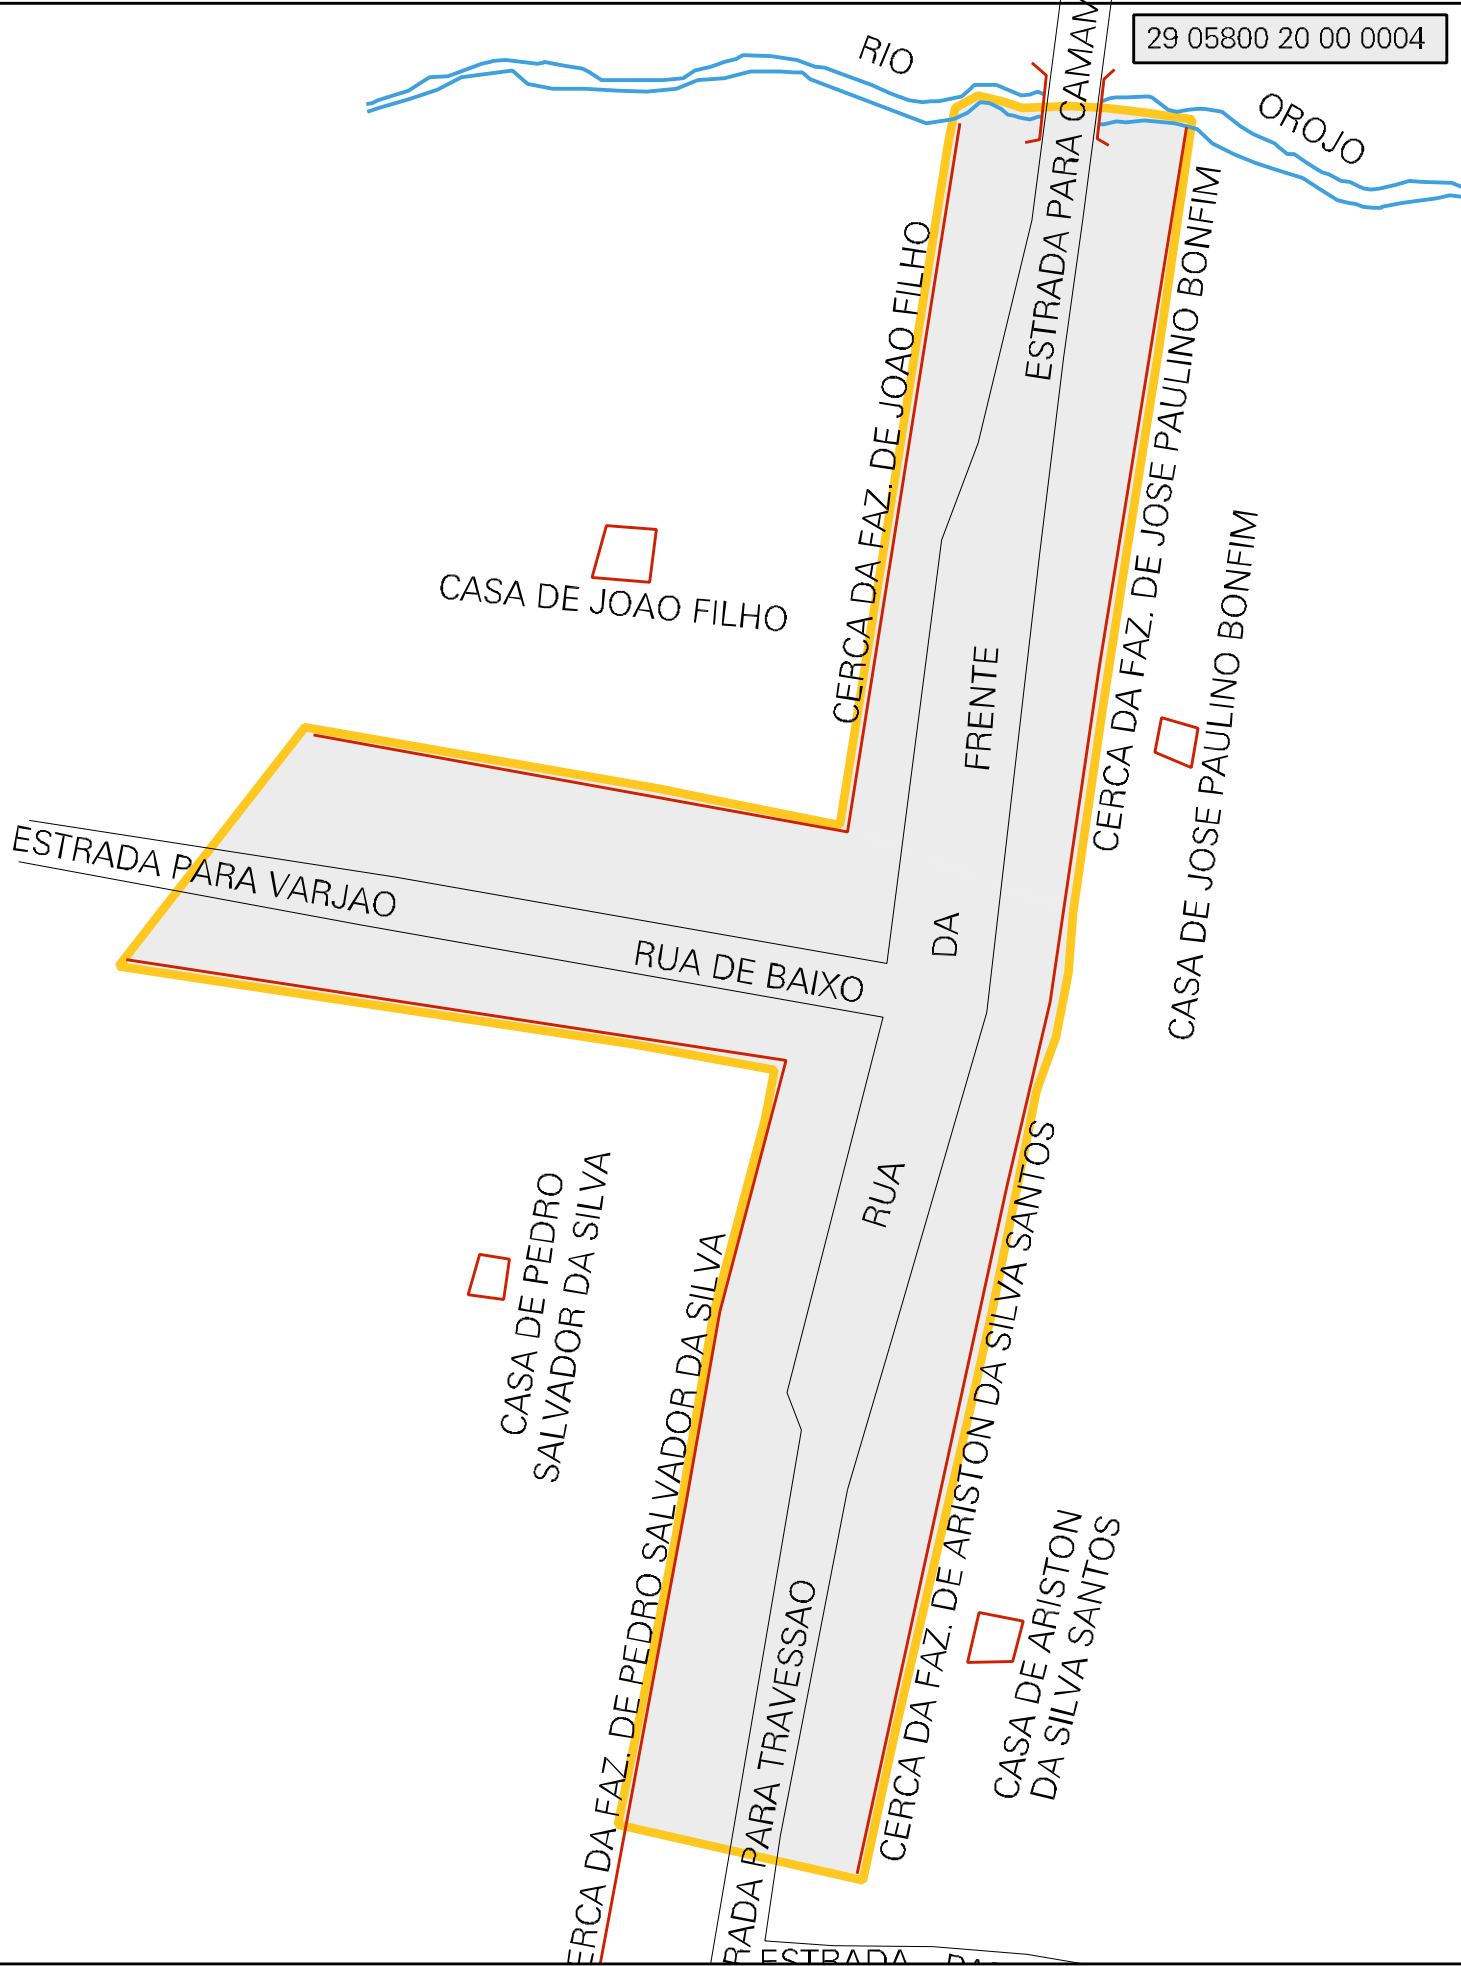 29 05800 20 00 0004
RIO
OROJO
ESTRADA PARA CAMAM
CERCA DA FAZ. DE JOAO FILHO
CERCA DA FAZ. DE JOSE PAULINO BONFIM
CASA DE JOAO FILHO
CASA DE JOSE PAULINO BONFIM
FRENTE
DA
RUA
ESTRADA PARA VARJAO
RUA DE BAIXO
CASA DE PEDRO
SALVADOR DA SILVA
CERCA DA FAZ. DE PEDRO SALVADOR DA SILVA
CERCA DA FAZ. DE ARISTON DA SILVA SANTOS
CASA DE ARISTON
DA SILVA SANTOS
RADA PARA TRAVESSAO
ESTRADA